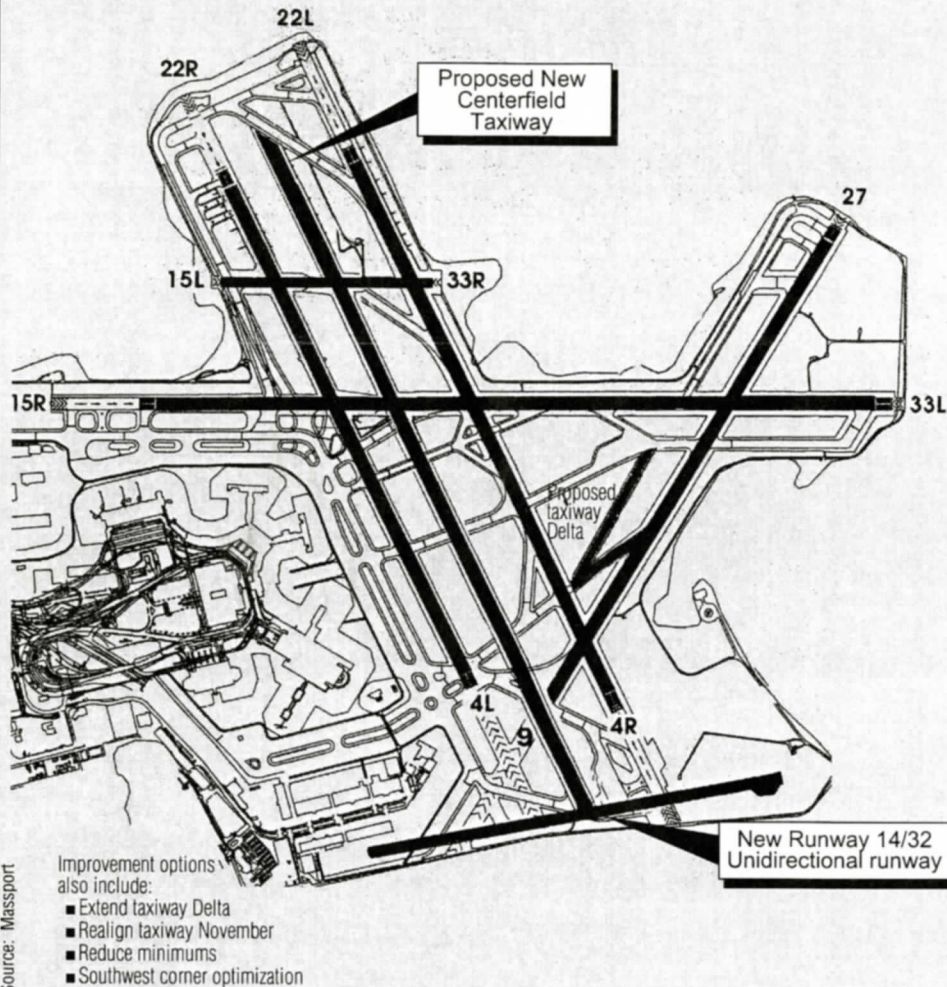 22L
22R
Proposed New
Centerfield
Taxiway
27
15L
33R
15R
33L
Proposed
taxiway
Delta
4L
9
4R
New Runway 14/32
Unidirectional runway
Improvement options
also include:
■ Extend taxiway Delta
■ Realign taxiway November
■ Reduce minimums
■ Southwest corner optimization
Source: Massport